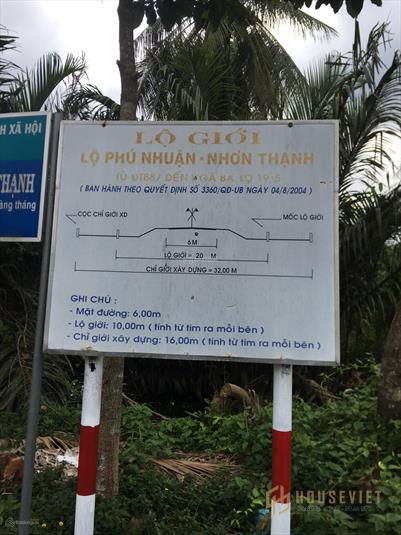 H XÃ HỘI
THẠNH
àng tháng
LỘ GIỚI
LỘ PHÚ NHUẬN - NHƠN THẠNH
TỪ ĐT887 ĐẾN NGÃ BA LỘ 19-5
( BAN HÀNH THEO QUYẾT ĐỊNH SỐ 3360/QĐ-UB NGÀY 04/8/2004 )
CỌC CHỈ GIỚI XD
MỐC LỘ GIỚI
6 M
LỘ GIỚI = 20 M
CHỈ GIỚI XÂY DỰNG = 32,00 M
GHI CHÚ :
- Mặt đường: 6,00m
- Lộ giới: 10,00m ( tính từ tim ra mỗi bên )
- Chỉ giới xây dựng: 16,00m ( tính từ tim ra mỗi bên )
HOUSEVIET